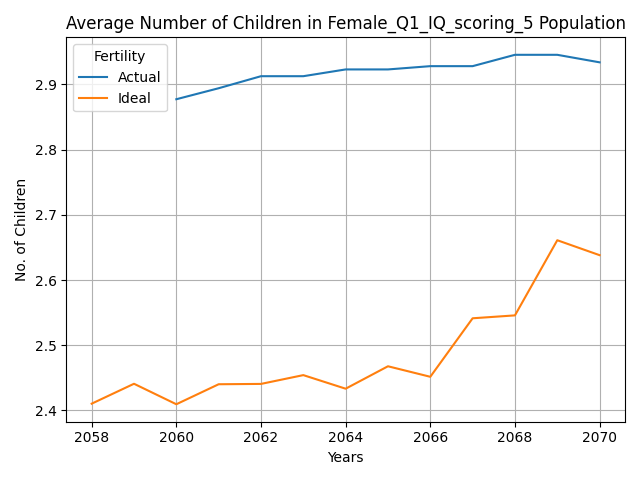 Average Number of Children in Female_Q1_IQ_scoring_5 Population
Fertility
Actual
Ideal
No. of Children
2.9
2.8
2.7
2.6
2.5
2.4
2058
2060
2062
2064
2066
2068
2070
Years